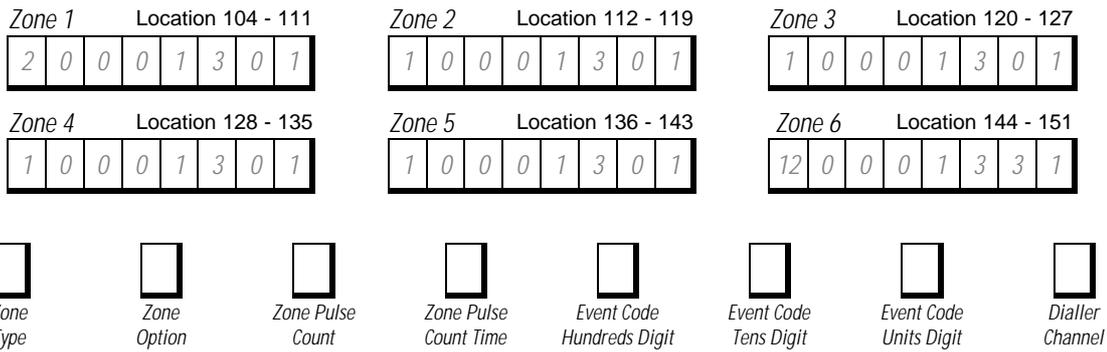 Zone 1 Location 104 - 111 Zone 2 Location 112 - 119 Zone 3 Location 120 - 127
2 0 0 0 1 3 0 1 1 0 0 0 1 3 0 1 1 0 0 0 1 3 0 1
Zone 4 Location 128 - 135 Zone 5 Location 136 - 143 Zone 6 Location 144 - 151
1 0 0 0 1 3 0 1 1 0 0 0 1 3 0 1 12 0 0 0 1 3 3 1
one Zone Zone Pulse Zone Pulse Event Code Event Code Event Code Dialler
ype Option Count Count Time Hundreds Digit Tens Digit Units Digit Channel